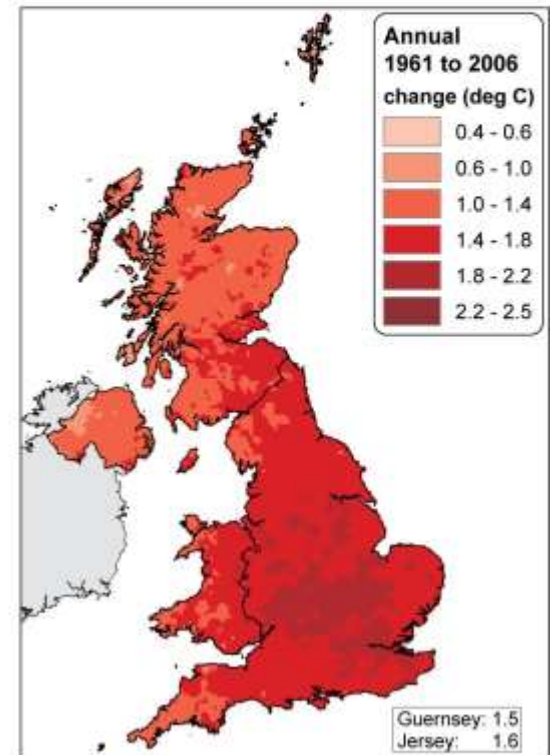 Annual
1961 to 2006
change (deg C)
0.4 - 0.6
0.6 - 1.0
1.0 - 1.4
1.4 - 1.8
1.8 - 2.2
2.2 - 2.5
Guernsey: 1.5
Jersey: 1.6